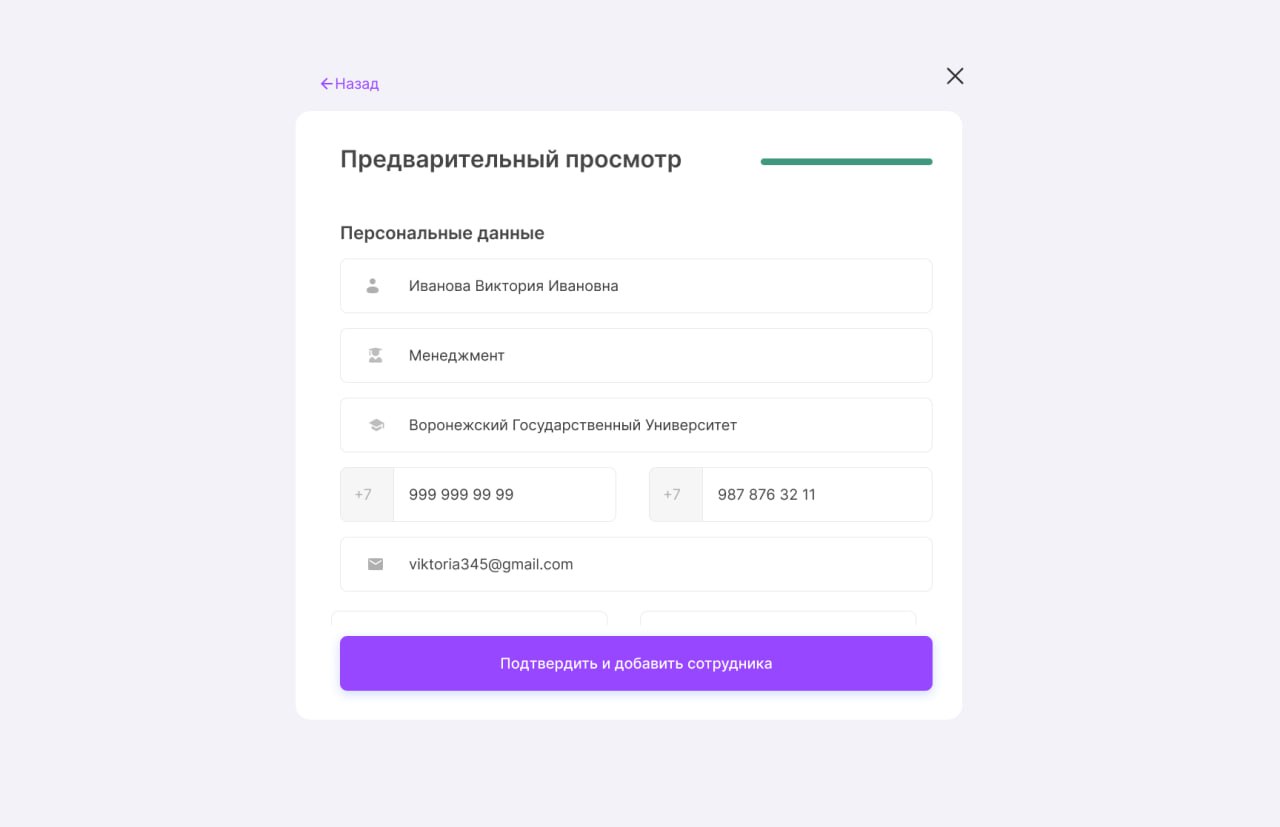 Назад
Предварительный просмотр
Персональные данные
Иванова Виктория Ивановна
Менеджмент
Воронежский Государственный Университет
+7 999 999 99 99 +7 987 876 32 11
viktoria345@gmail.com
Подтвердить и добавить сотрудника